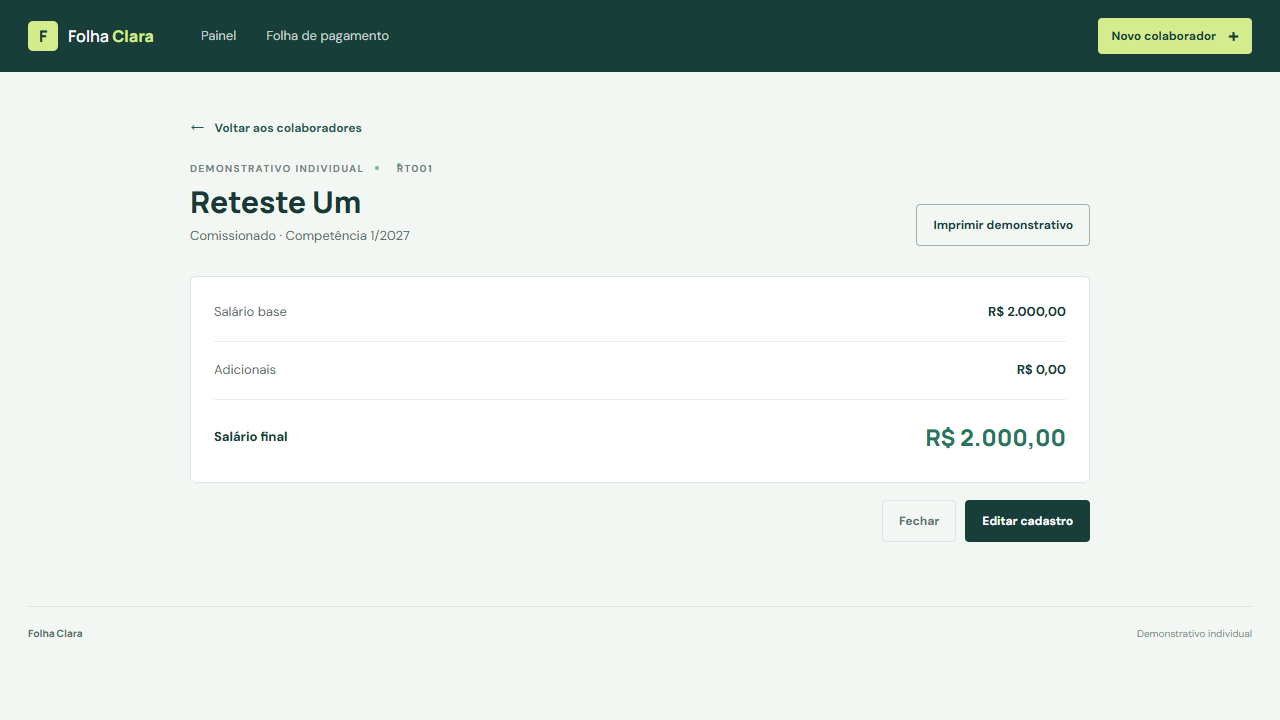 F Folha Clara Painel Folha de pagamento Novo colaborador +
← Voltar aos colaboradores
DEMONSTRATIVO INDIVIDUAL • RT001
Reteste Um
Comissionado · Competência 1/2027
Imprimir demonstrativo
Salário base R$ 2.000,00
Adicionais R$ 0,00
Salário final R$ 2.000,00
Fechar Editar cadastro
Folha Clara Demonstrativo individual